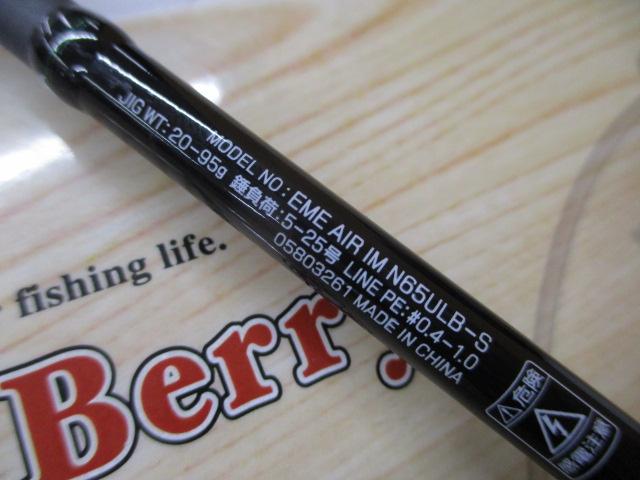 MODEL NO: EME AIR IM N65ULB-S
JIG WT: 20-95g 錘負荷:5-25号 LINE PE: #0.4-1.0
05803261 MADE IN CHINA
危険
感電注意
fishing life.
Berry